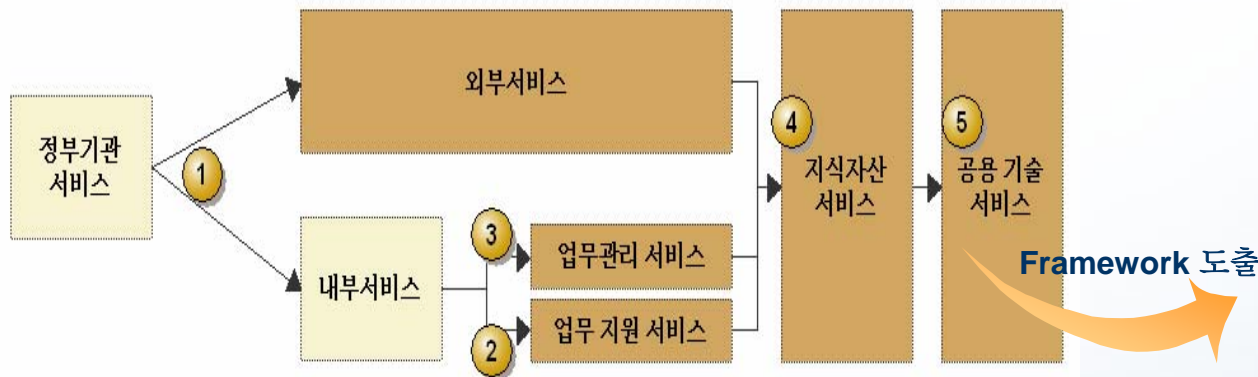 정부기관
서비스
1
외부서비스
내부서비스
3
업무관리 서비스
2
업무 지원 서비스
4
지식자산
서비스
5
공용 기술
서비스
Framework 도출